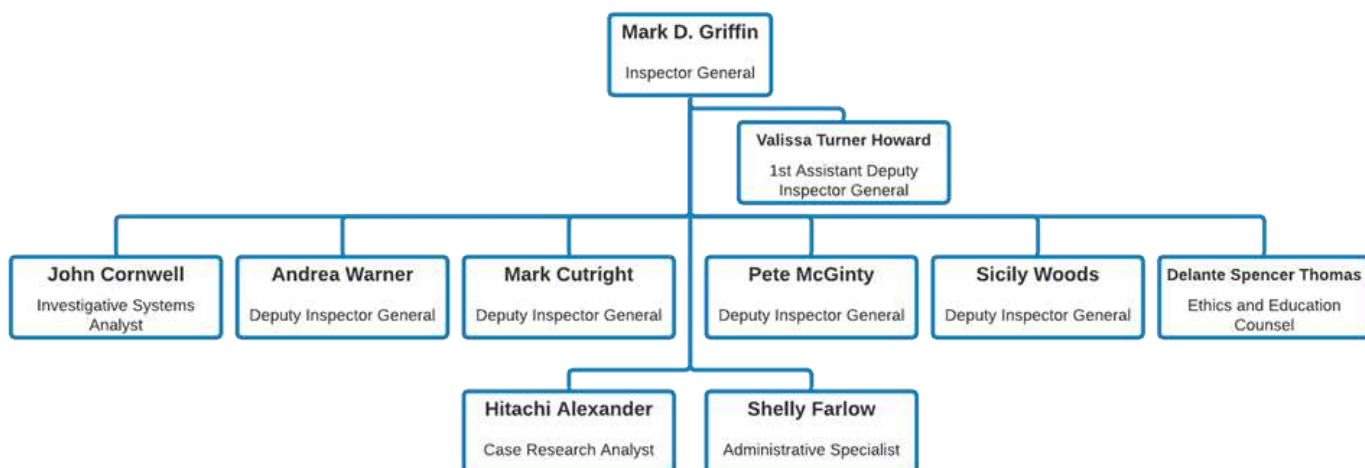 Mark D. Griffin
Inspector General
Valissa Turner Howard
1st Assistant Deputy
Inspector General
John Cornwell
Investigative Systems
Analyst
Andrea Warner
Deputy Inspector General
Mark Cutright
Deputy Inspector General
Pete McGinty
Deputy Inspector General
Sicily Woods
Deputy Inspector General
Delante Spencer Thomas
Ethics and Education
Counsel
Hitachi Alexander
Case Research Analyst
Shelly Farlow
Administrative Specialist